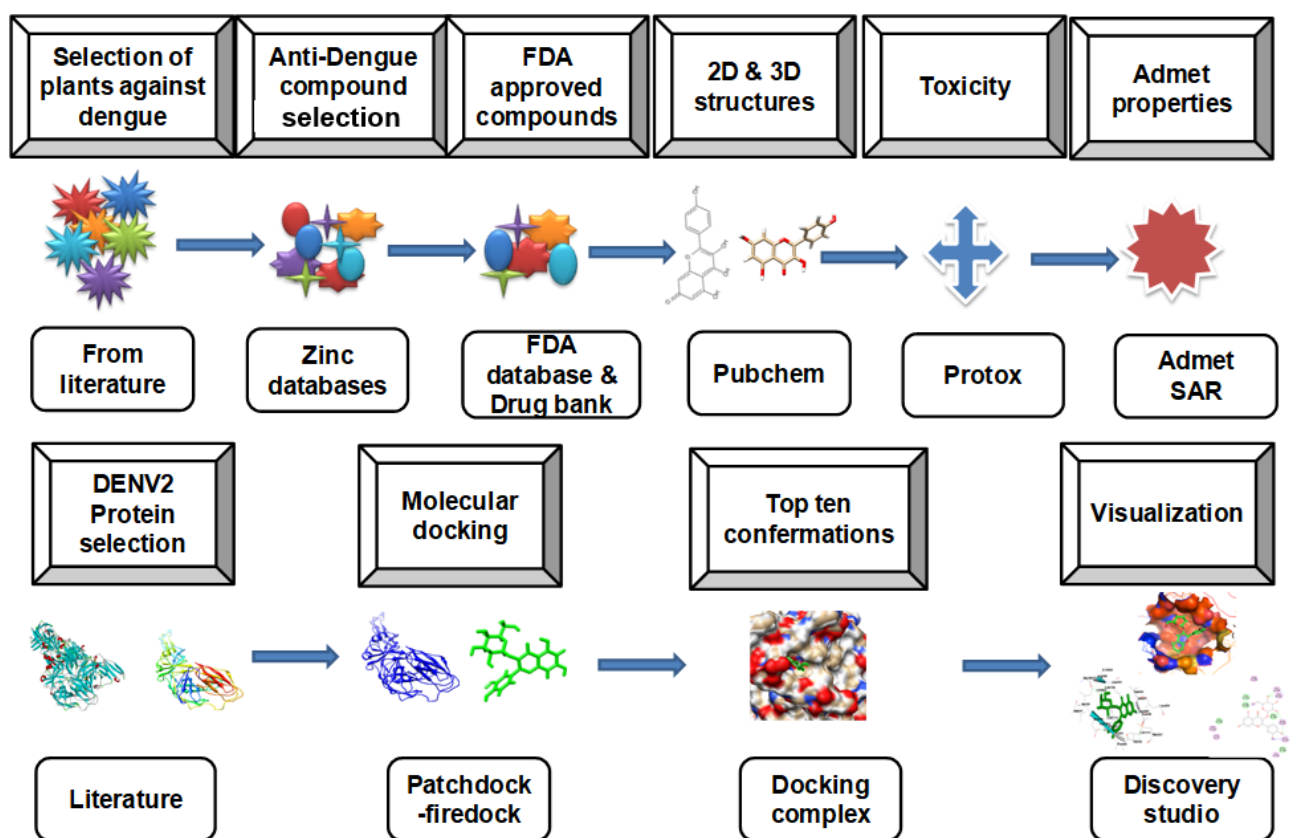 Selection of
plants against
dengue
Anti-Dengue
compound
selection
FDA
approved
compounds
2D & 3D
structures
Toxicity
Admet
properties
From
literature
Zinc
databases
FDA
database &
Drug bank
Pubchem
Protox
Admet
SAR
DENV2
Protein
selection
Molecular
docking
Top ten
confermations
Visualization
Literature
Patchdock
-firedock
Docking
complex
Discovery
studio